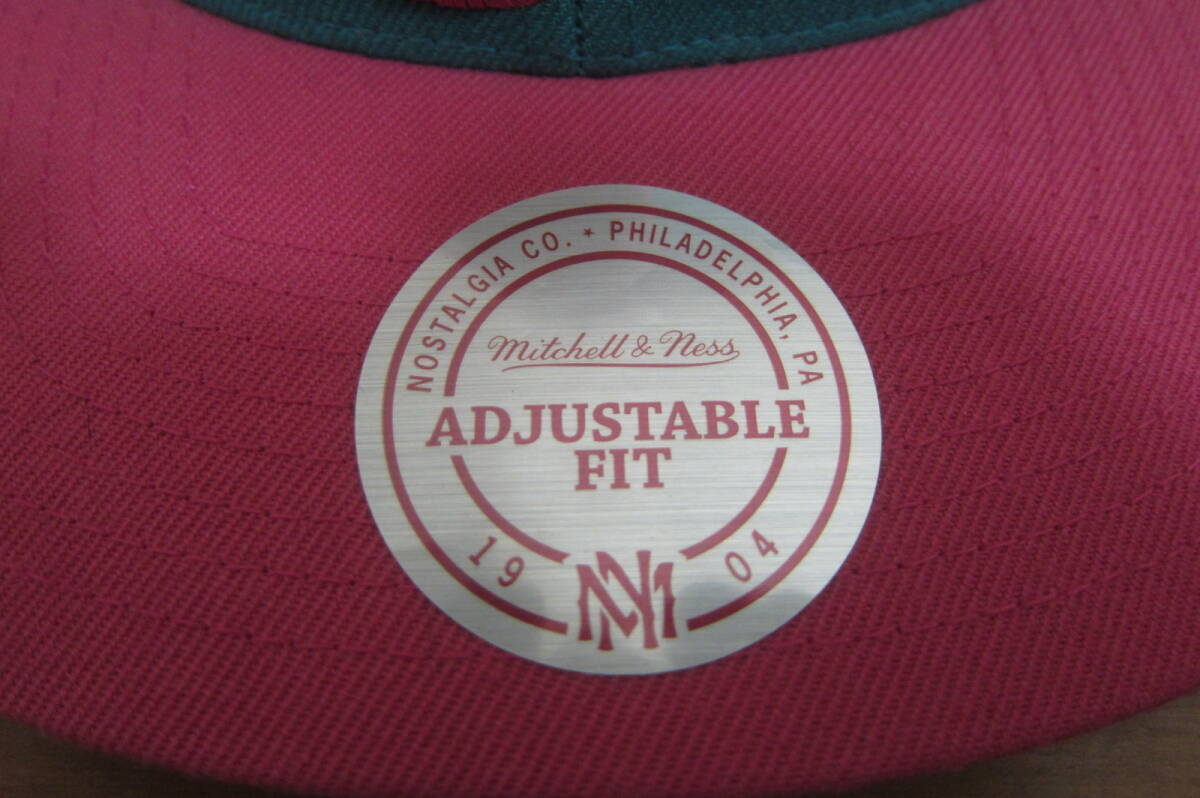 NOSTALGIA CO. ★ PHILADELPHIA, PA
Mitchell & Ness
ADJUSTABLE
FIT
19 04
MN